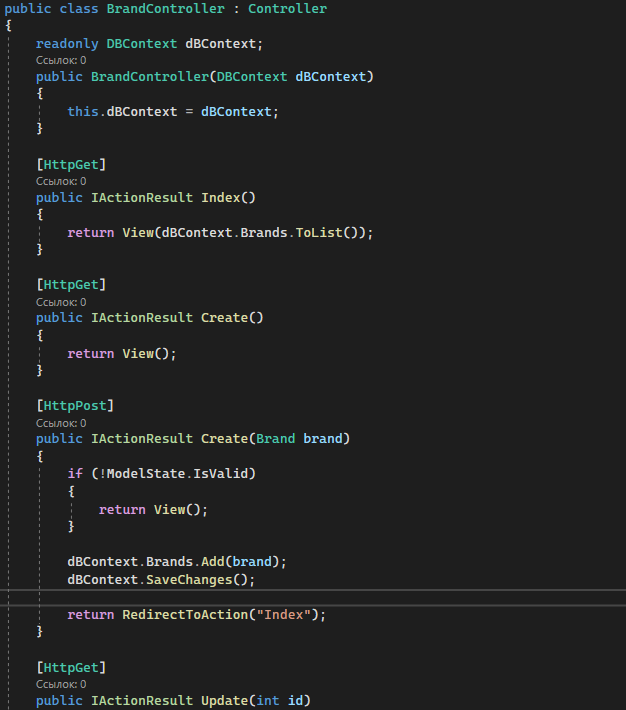 public class BrandController : Controller
{
readonly DBContext dBContext;
Ссылок: 0
public BrandController(DBContext dBContext)
{
this.dBContext = dBContext;
}
[HttpGet]
Ссылок: 0
public IActionResult Index()
{
return View(dBContext.Brands.ToList());
}
[HttpGet]
Ссылок: 0
public IActionResult Create()
{
return View();
}
[HttpPost]
Ссылок: 0
public IActionResult Create(Brand brand)
{
if (!ModelState.IsValid)
{
return View();
}
dBContext.Brands.Add(brand);
dBContext.SaveChanges();
return RedirectToAction("Index");
}
[HttpGet]
Ссылок: 0
public IActionResult Update(int id)